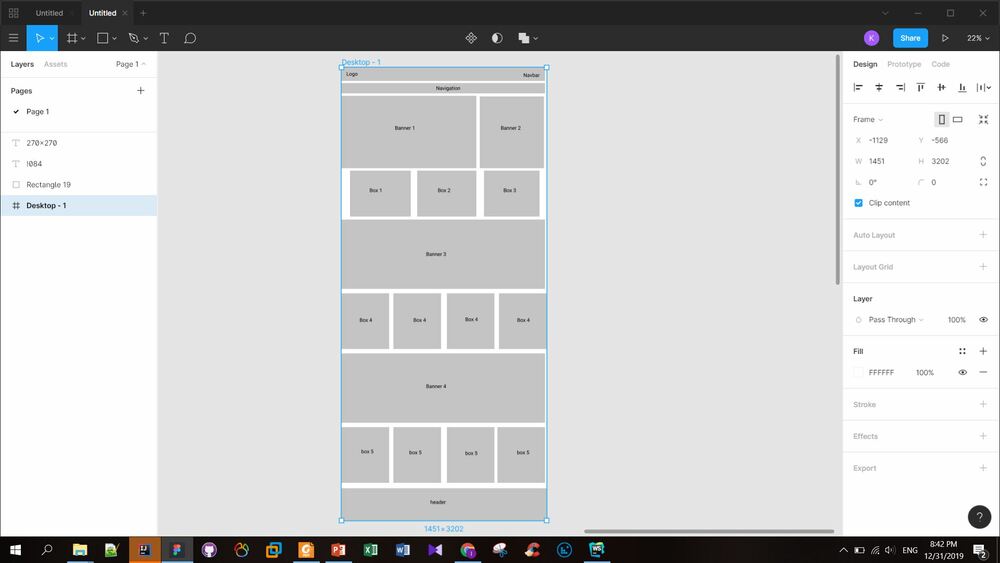 Untitled
Untitled
K
Share
22%
Layers
Assets
Page 1
Pages
Page 1
270×270
!084
Rectangle 19
Desktop - 1
Desktop - 1
Logo
Navbar
Navigation
Banner 1
Banner 2
Box 1
Box 2
Box 3
Banner 3
Box 4
Box 4
Box 4
Box 4
Banner 4
box 5
box 5
box 5
box 5
header
1451 × 3202
Design
Prototype
Code
Frame
X -1129
Y -566
W 1451
H 3202
0°
0
Clip content
Auto Layout
Layout Grid
Layer
Pass Through
100%
Fill
FFFFFF
100%
Stroke
Effects
Export
?
ENG
8:42 PM
12/31/2019
2